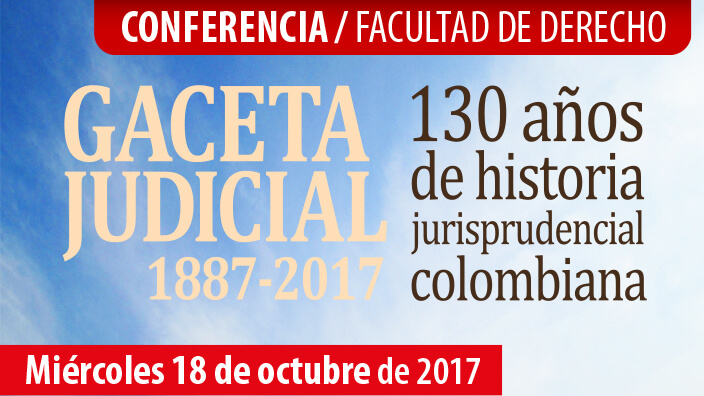 CONFERENCIA / FACULTAD DE DERECHO
GACETA
JUDICIAL
1887-2017
130 años
de historia
jurisprudencial
colombiana
Miércoles 18 de octubre de 2017